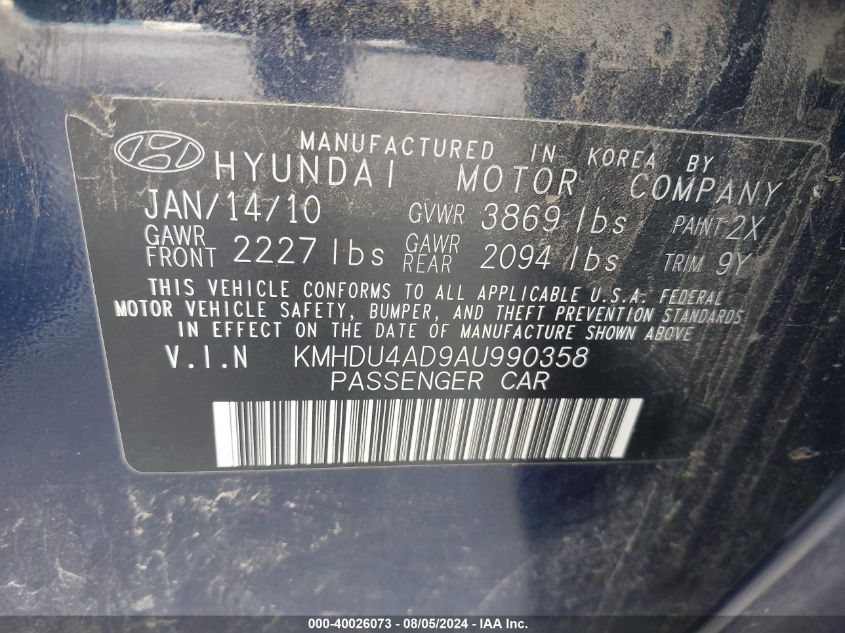 MANUFACTURED IN KOREA BY
HYUNDAI MOTOR COMPANY
JAN/14/10 GVWR 3869 lbs PAINT 2X
GAWR FRONT 2227 lbs GAWR REAR 2094 lbs TRIM 9Y
THIS VEHICLE CONFORMS TO ALL APPLICABLE U.S.A. FEDERAL
MOTOR VEHICLE SAFETY, BUMPER, AND THEFT PREVENTION STANDARDS
IN EFFECT ON THE DATE OF MANUFACTURE SHOWN ABOVE
V.I.N KMHDU4AD9AU990358
PASSENGER CAR
000-40026073 - 08/05/2024 - IAA Inc.